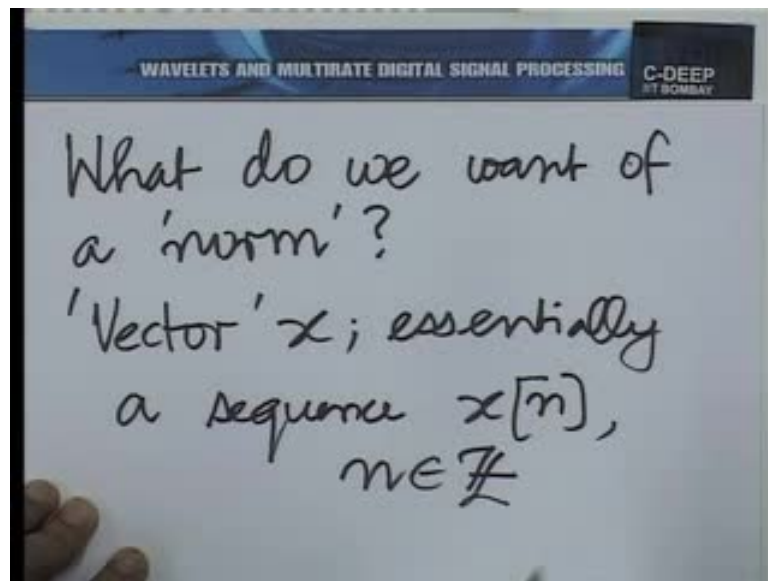 WAVELETS AND MULTIRATE DIGITAL SIGNAL PROCESSING
C-DEEP
IIT BOMBAY
What do we want of
a 'norm'?
'Vector' x; essentially
a sequence x[n],
n∈ℤ